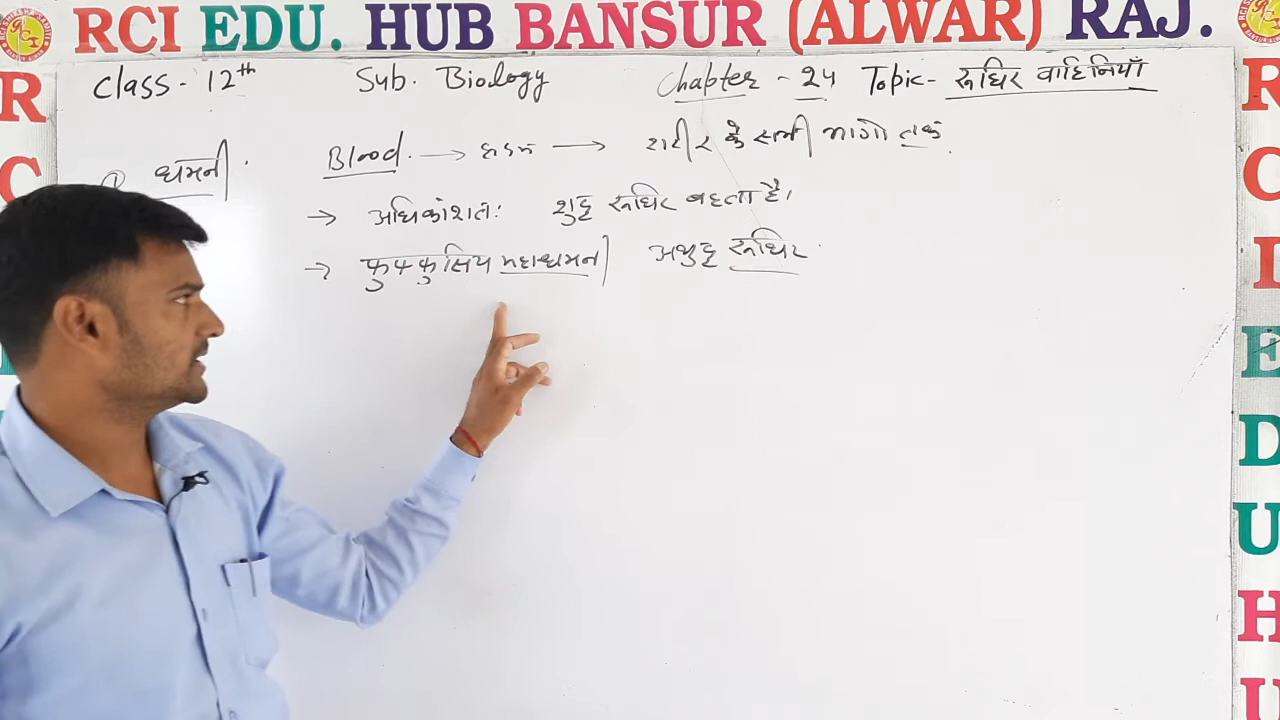 RCI EDU. HUB BANSUR (ALWAR) RAJ.
Class - 12th Sub. Biology Chapter - 24 Topic - रूधिर वाहिनियाँ
① धमनी. Blood. → हृदय → शरीर के सभी भागो तक
→ अधिकांशतः शुद्ध रूधिर बहता है।
→ फुफ्फुसिय महाधमनी अशुद्ध रूधिर
R
C
R
C
I
E
D
U
H
U